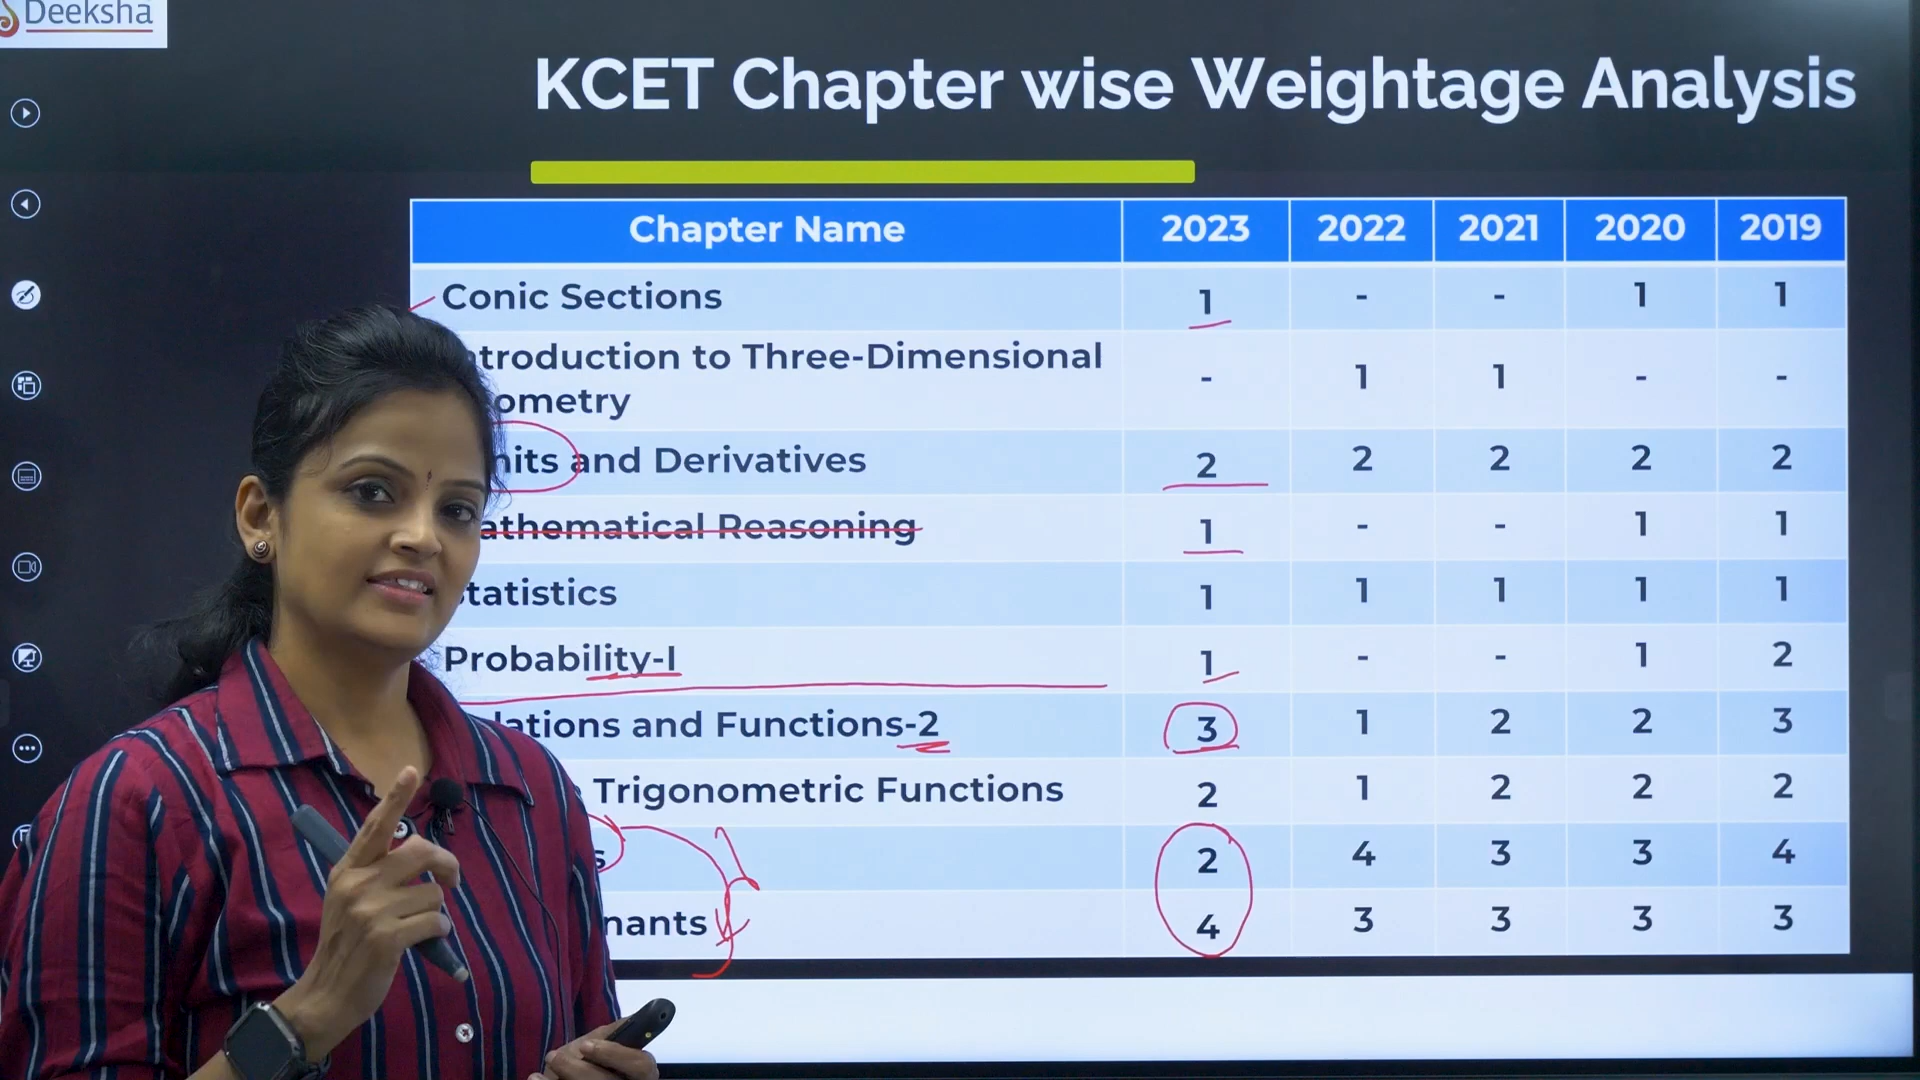 Deeksha
KCET Chapter wise Weightage Analysis
Chapter Name 2023 2022 2021 2020 2019
Conic Sections 1 - - 1 1
ntroduction to Three-Dimensional
ometry - 1 1 - -
its and Derivatives 2 2 2 2 2
athematical Reasoning 1 - - 1 1
tatistics 1 1 1 1 1
Probability-I 1 - - 1 2
lations and Functions-2 3 1 2 2 3
Trigonometric Functions 2 1 2 2 2
s 2 4 3 3 4
nants 4 3 3 3 3